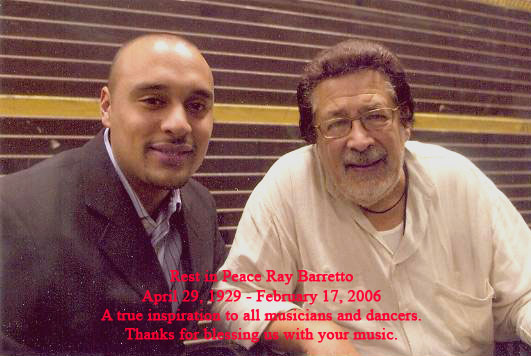 Rest in Peace Ray Barretto
April 29, 1929 - February 17, 2006
A true inspiration to all musicians and dancers.
Thanks for blessing us with your music.